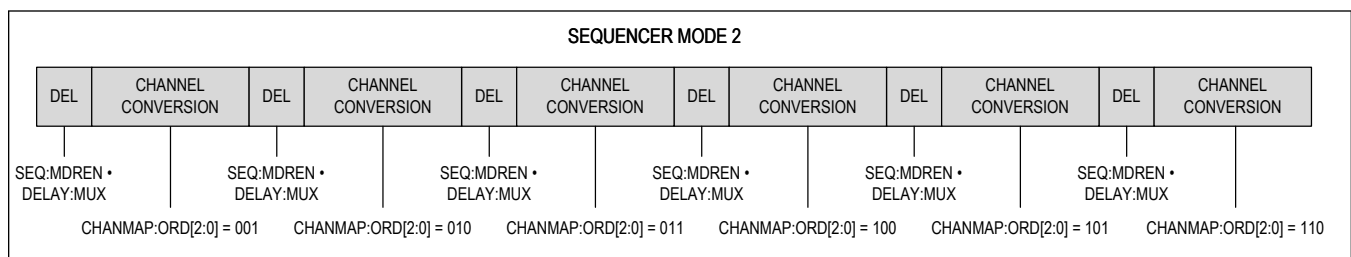 SEQUENCER MODE 2
DEL CHANNEL CONVERSION DEL CHANNEL CONVERSION DEL CHANNEL CONVERSION DEL CHANNEL CONVERSION DEL CHANNEL CONVERSION DEL CHANNEL CONVERSION
SEQ:MDREN • SEQ:MDREN • SEQ:MDREN • SEQ:MDREN • SEQ:MDREN • SEQ:MDREN •
DELAY:MUX DELAY:MUX DELAY:MUX DELAY:MUX DELAY:MUX DELAY:MUX
CHANMAP:ORD[2:0] = 001 CHANMAP:ORD[2:0] = 010 CHANMAP:ORD[2:0] = 011 CHANMAP:ORD[2:0] = 100 CHANMAP:ORD[2:0] = 101 CHANMAP:ORD[2:0] = 110